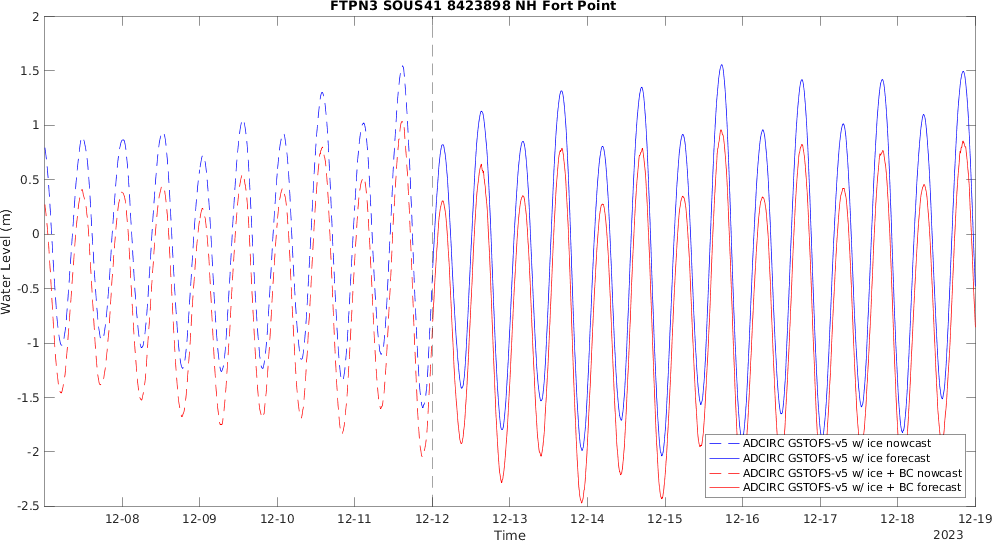 FTPN3 SOUS41 8423898 NH Fort Point
2
1.5
1
0.5
0
-0.5
-1
-1.5
-2
-2.5
Water Level (m)
12-08 12-09 12-10 12-11 12-12 12-13 12-14 12-15 12-16 12-17 12-18 12-19
Time
2023
ADCIRC GSTOFS-v5 w/ ice nowcast
ADCIRC GSTOFS-v5 w/ ice forecast
ADCIRC GSTOFS-v5 w/ ice + BC nowcast
ADCIRC GSTOFS-v5 w/ ice + BC forecast